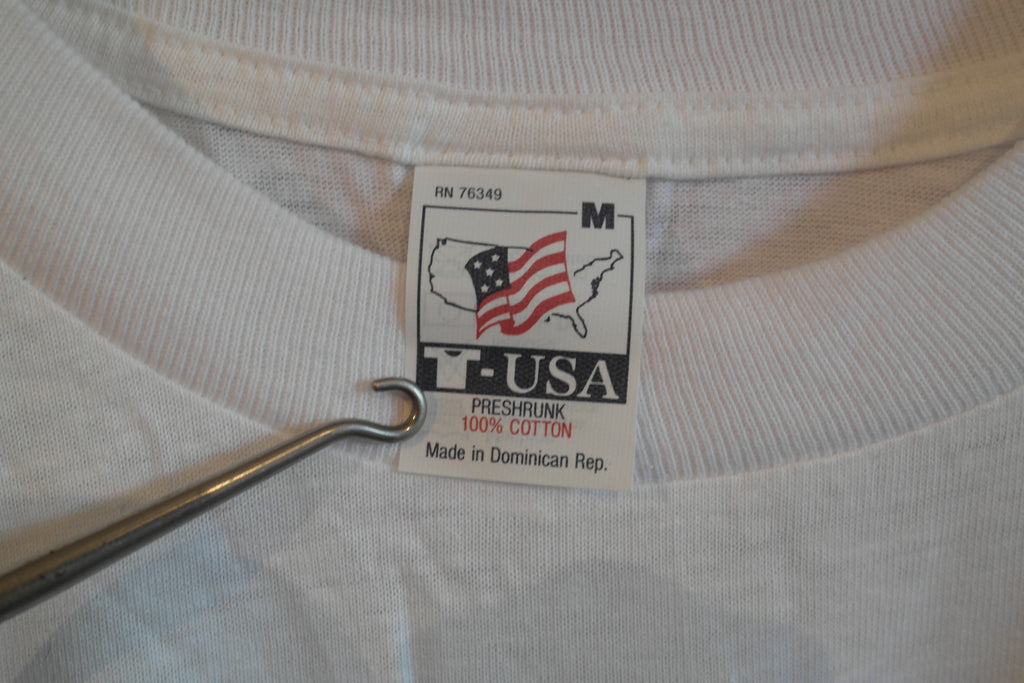 RN 76349
M
T-USA
PRESHRUNK
100% COTTON
Made in Dominican Rep.